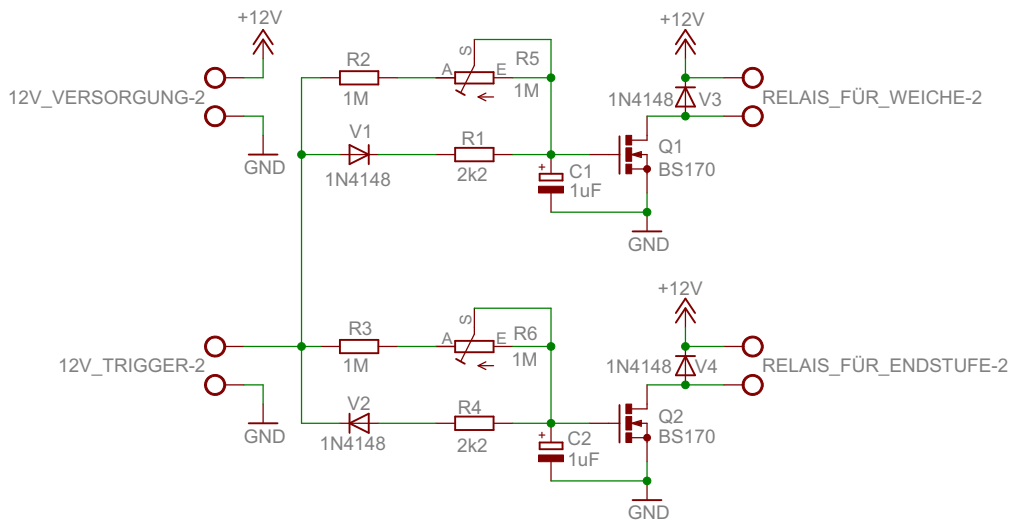 +12V
+12V
S
R2
A
E
R5
1M
1M
12V_VERSORGUNG-2
1N4148
V3
RELAIS_FÜR_WEICHE-2
V1
R1
GND
1N4148
2k2
+
C1
1uF
Q1
BS170
GND
+12V
S
R3
A
E
R6
1M
1M
12V_TRIGGER-2
1N4148
V4
RELAIS_FÜR_ENDSTUFE-2
V2
R4
GND
1N4148
2k2
+
C2
1uF
Q2
BS170
GND